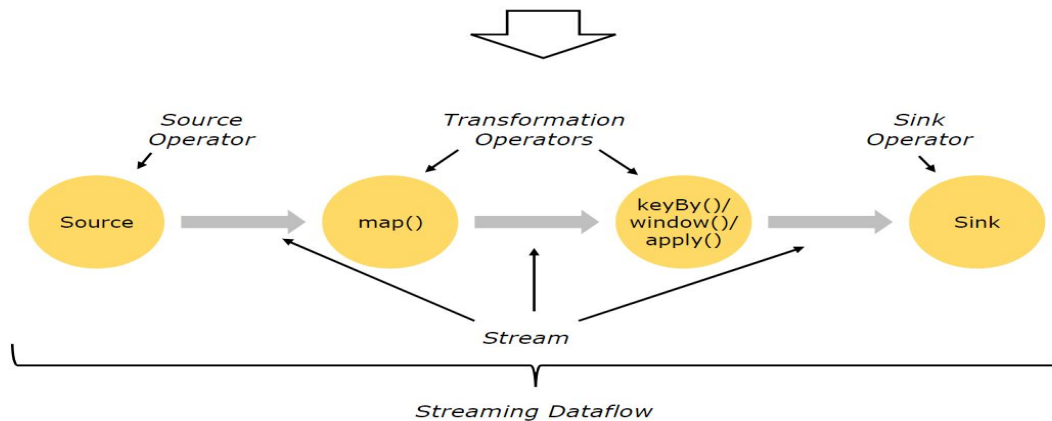 Source
Operator
Transformation
Operators
Sink
Operator
Source
map()
keyBy()/
window()/
apply()
Sink
Stream
Streaming Dataflow